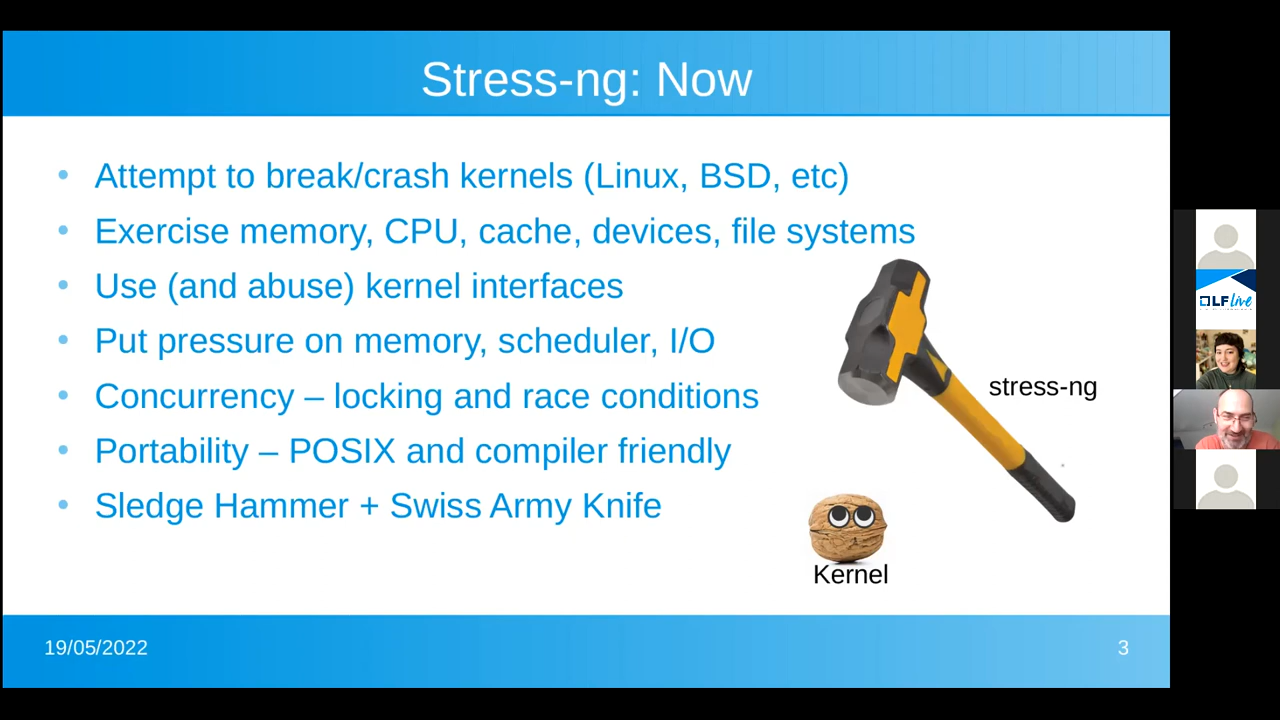 Stress-ng: Now
• Attempt to break/crash kernels (Linux, BSD, etc)
• Exercise memory, CPU, cache, devices, file systems
• Use (and abuse) kernel interfaces
• Put pressure on memory, scheduler, I/O
• Concurrency – locking and race conditions
• Portability – POSIX and compiler friendly
• Sledge Hammer + Swiss Army Knife
stress-ng
Kernel
19/05/2022
3
LF Live